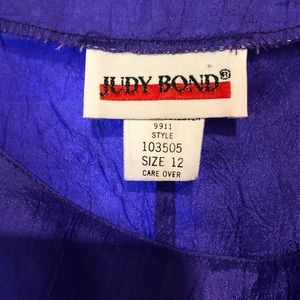 JUDY BOND®
9911
STYLE
103505
SIZE 12
CARE OVER